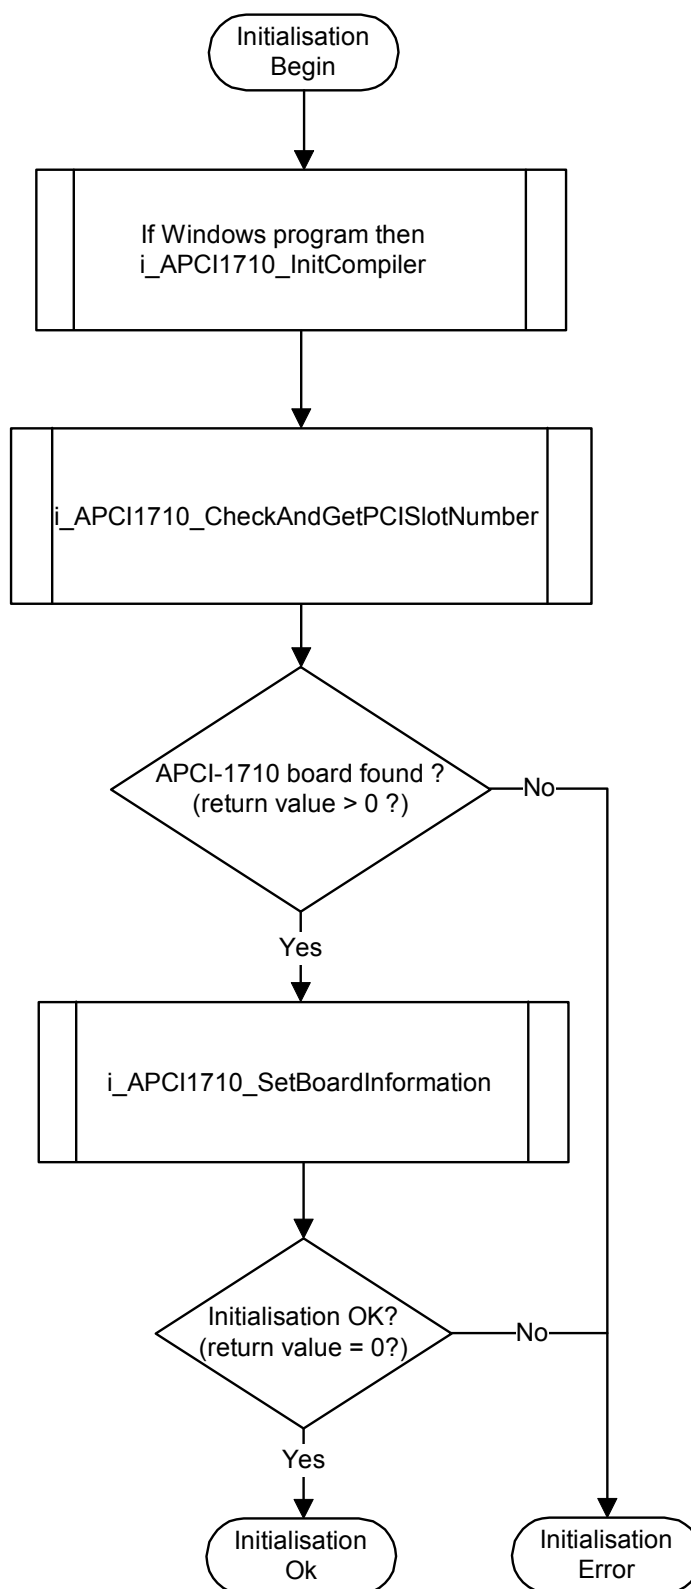 Initialisation
Begin
If Windows program then
i_APCI1710_InitCompiler
i_APCI1710_CheckAndGetPCISlotNumber
APCI-1710 board found ?
(return value > 0 ?)
No
Yes
i_APCI1710_SetBoardInformation
Initialisation OK?
(return value = 0?)
No
Yes
Initialisation
Ok
Initialisation
Error